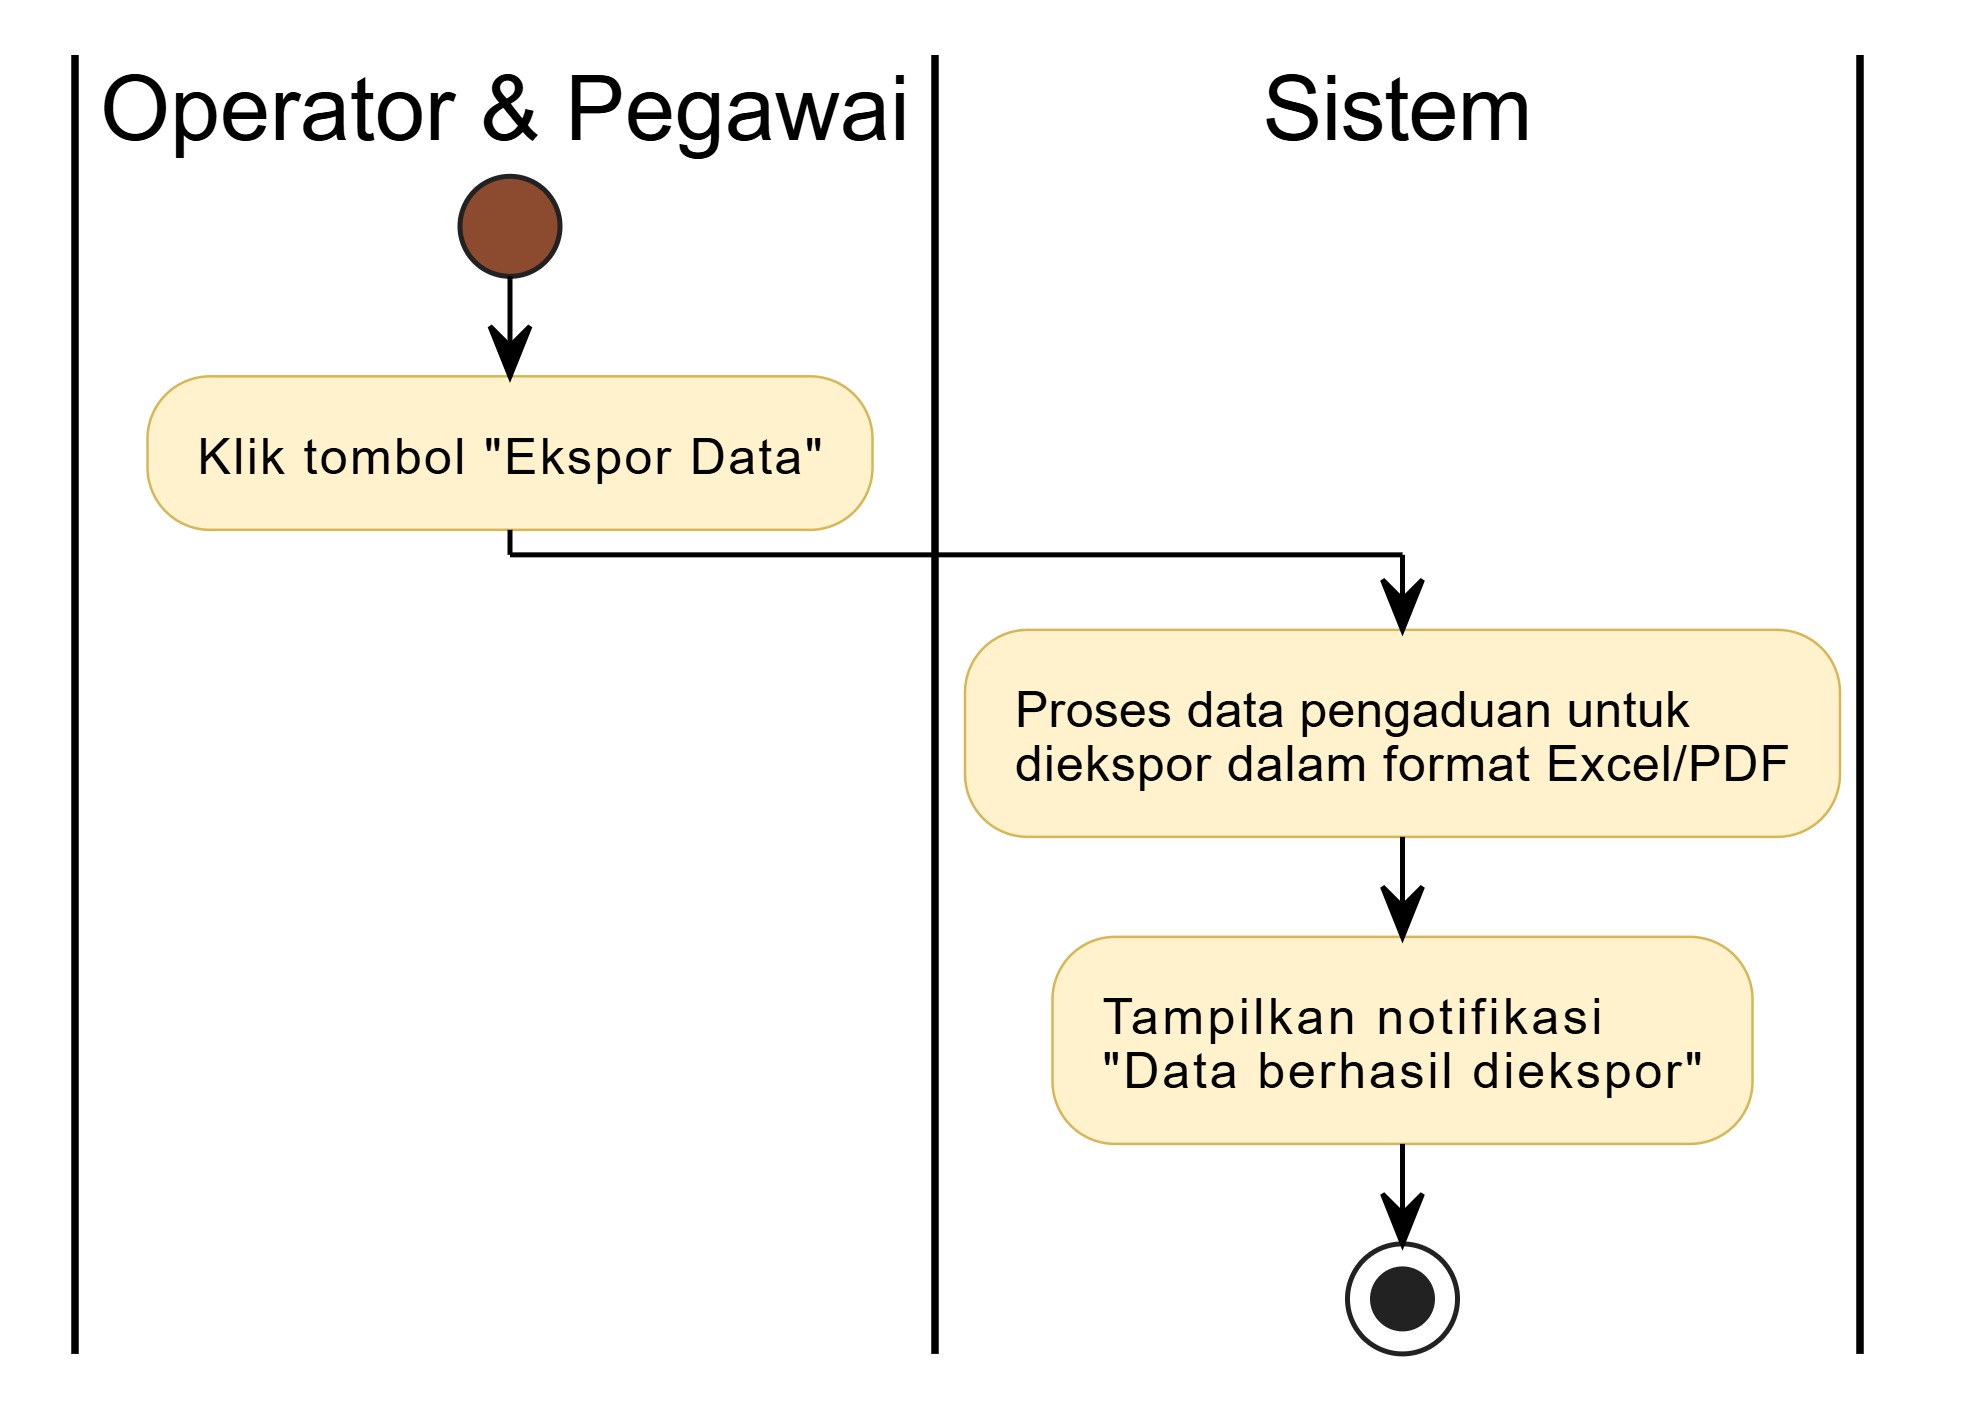 Operator & Pegawai
Sistem
Klik tombol "Ekspor Data"
Proses data pengaduan untuk
diekspor dalam format Excel/PDF
Tampilkan notifikasi
"Data berhasil diekspor"